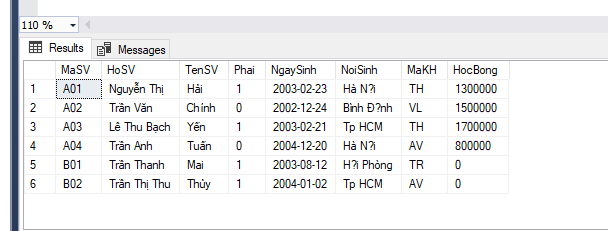 110 %
Results Messages
MaSV HoSV TenSV Phai NgaySinh NoiSinh MaKH HocBong
1 A01 Nguyễn Thị Hải 1 2003-02-23 Hà N?i TH 1300000
2 A02 Trần Văn Chính 0 2002-12-24 Bình Đ?nh VL 1500000
3 A03 Lê Thu Bạch Yến 1 2003-02-21 Tp HCM TH 1700000
4 A04 Trần Anh Tuấn 0 2004-12-20 Hà N?i AV 800000
5 B01 Trần Thanh Mai 1 2003-08-12 H?i Phòng TR 0
6 B02 Trần Thị Thu Thủy 1 2004-01-02 Tp HCM AV 0